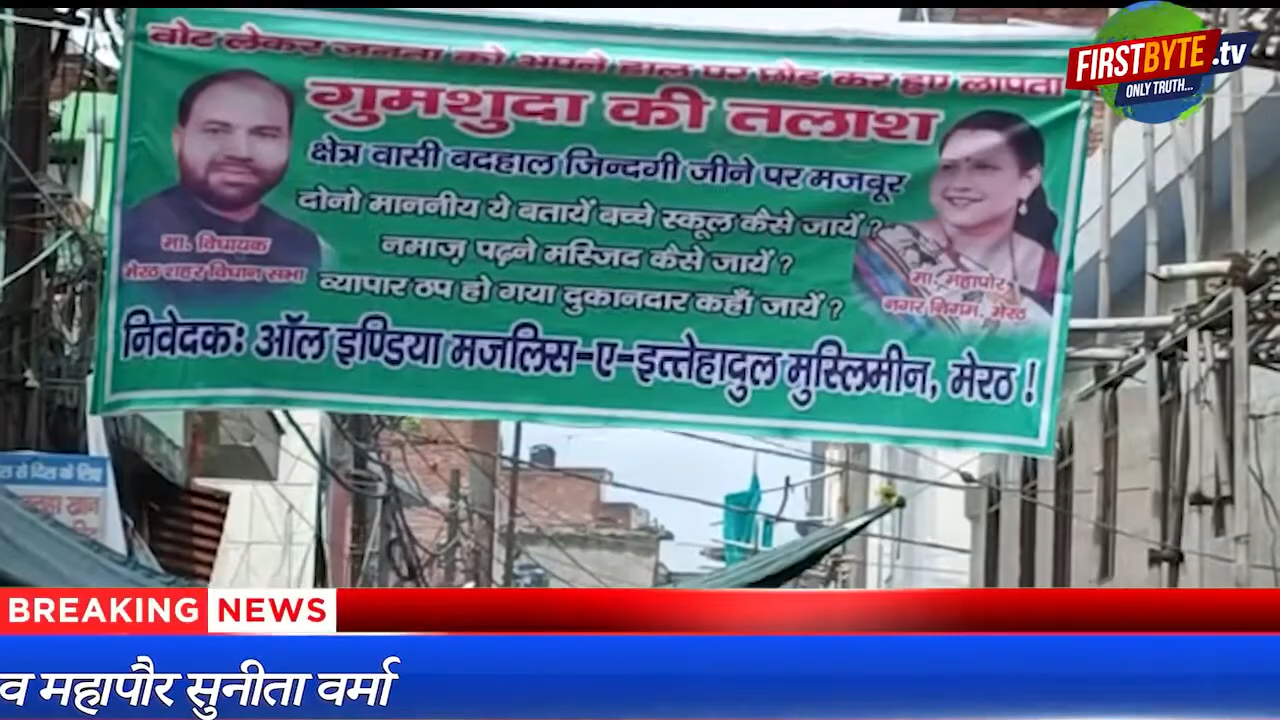 वोट लेकर जनता को अपने हाल पर छोड़ कर हुए लापता
गुमशुदा की तलाश
क्षेत्र वासी बदहाल जिन्दगी जीने पर मजबूर
दोनो माननीय ये बतायें बच्चे स्कूल कैसे जायें ?
नमाज़ पढ़ने मस्जिद कैसे जायें ?
व्यापार ठप हो गया दुकानदार कहाँ जायें ?
मा. विधायक
मेरठ शहर विधान सभा
मा. महापौर
नगर निगम, मेरठ
निवेदकः ऑल इण्डिया मजलिस-ए-इत्तेहादुल मुस्लिमीन, मेरठ !
FIRSTBYTE.tv
ONLY TRUTH...
स से दिल के लिए
खान
BREAKING NEWS
व महापौर सुनीता वर्मा